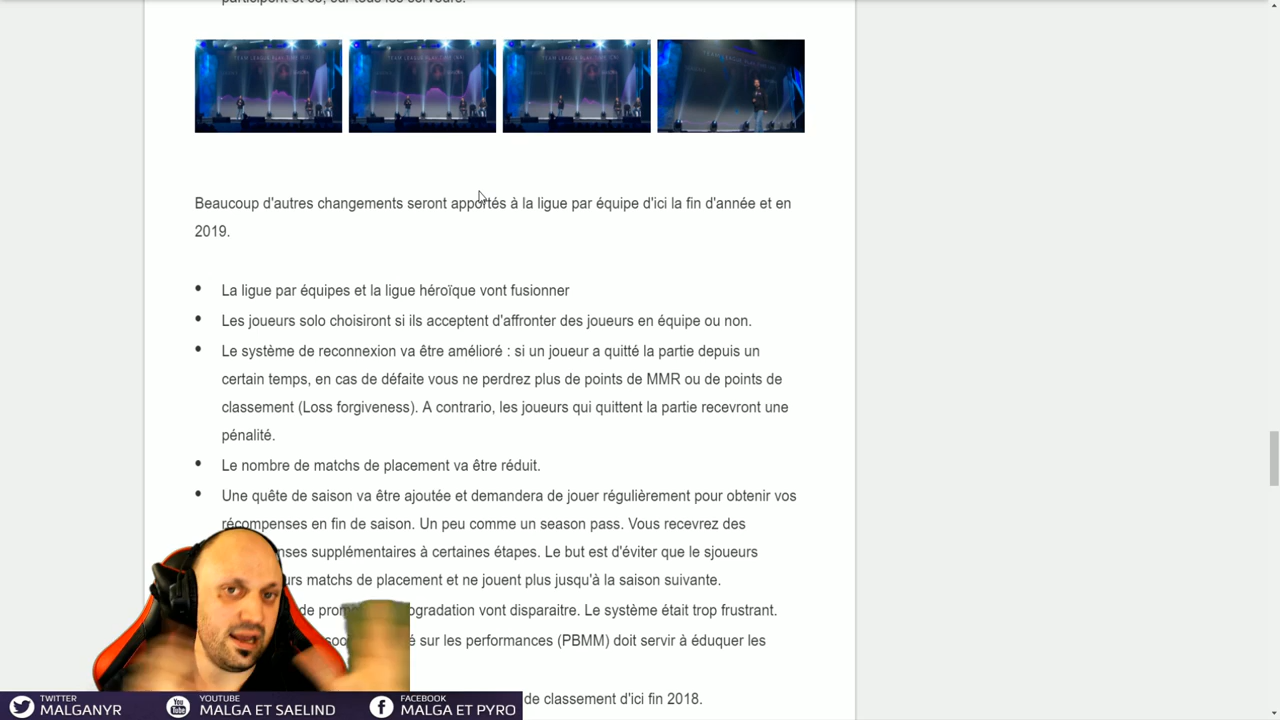 participent et ce, sur tous les serveurs.
Beaucoup d'autres changements seront apportés à la ligue par équipe d'ici la fin d'année et en
2019.
• La ligue par équipes et la ligue héroïque vont fusionner
• Les joueurs solo choisiront si ils acceptent d'affronter des joueurs en équipe ou non.
• Le système de reconnexion va être amélioré : si un joueur a quitté la partie depuis un
certain temps, en cas de défaite vous ne perdrez plus de points de MMR ou de points de
classement (Loss forgiveness). A contrario, les joueurs qui quittent la partie recevront une
pénalité.
• Le nombre de matchs de placement va être réduit.
• Une quête de saison va être ajoutée et demandera de jouer régulièrement pour obtenir vos
récompenses en fin de saison. Un peu comme un season pass. Vous recevrez des
supplémentaires à certaines étapes. Le but est d'éviter que le sjoueurs
matchs de placement et ne jouent plus jusqu'à la saison suivante.
de vont disparaitre. Le système était trop frustrant.
sur les performances (PBMM) doit servir à éduquer les
de classement d'ici fin 2018.
TWITTER
MALGANYR
YOUTUBE
MALGA ET SAELIND
FACEBOOK
MALGA ET PYRO